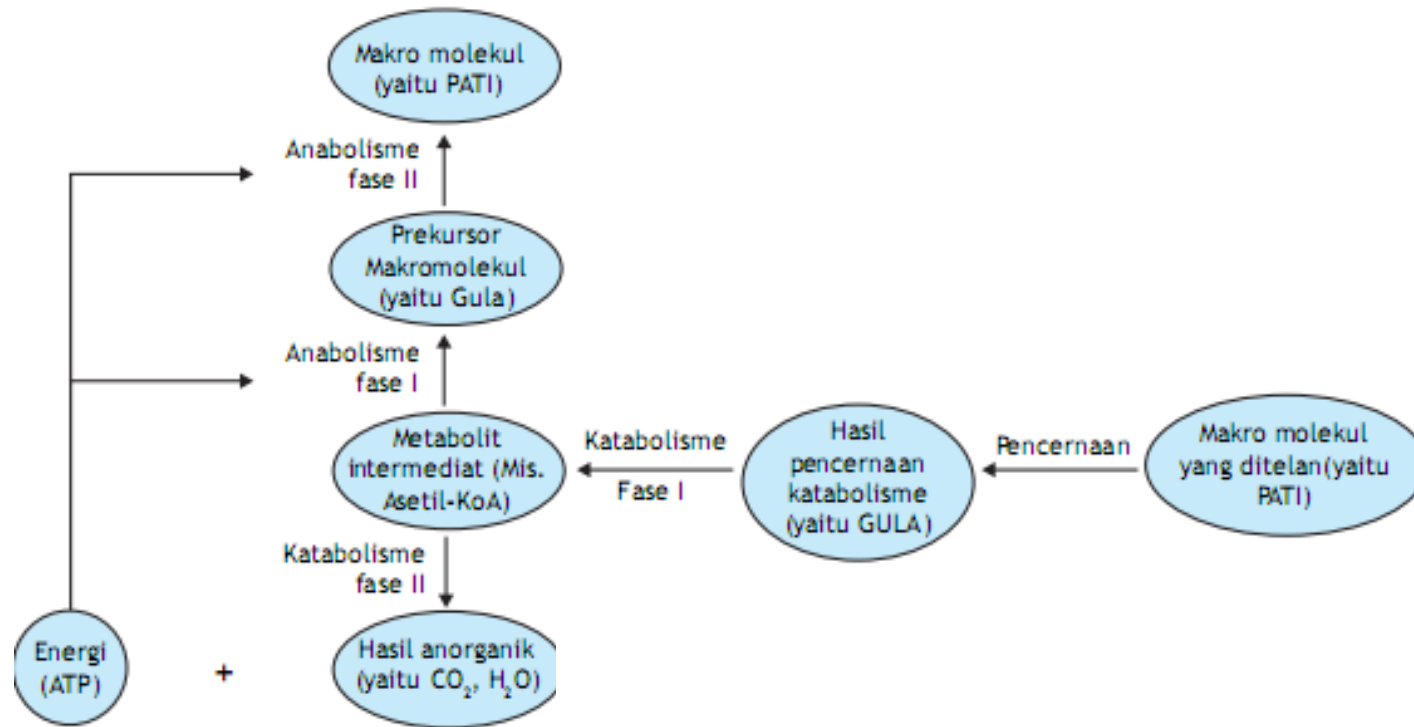 Makro molekul
(yaitu PATI)
Anabolisme
fase II
Prekursor
Makromolekul
(yaitu Gula)
Anabolisme
fase I
Metabolit
intermediat (Mis.
Asetil-KoA)
Katabolisme
Fase I
Hasil
pencernaan
katabolisme
(yaitu GULA)
Pencernaan
Makro molekul
yang ditelan(yaitu
PATI)
Katabolisme
fase II
Energi
(ATP)
+
Hasil anorganik
(yaitu CO₂, H₂O)